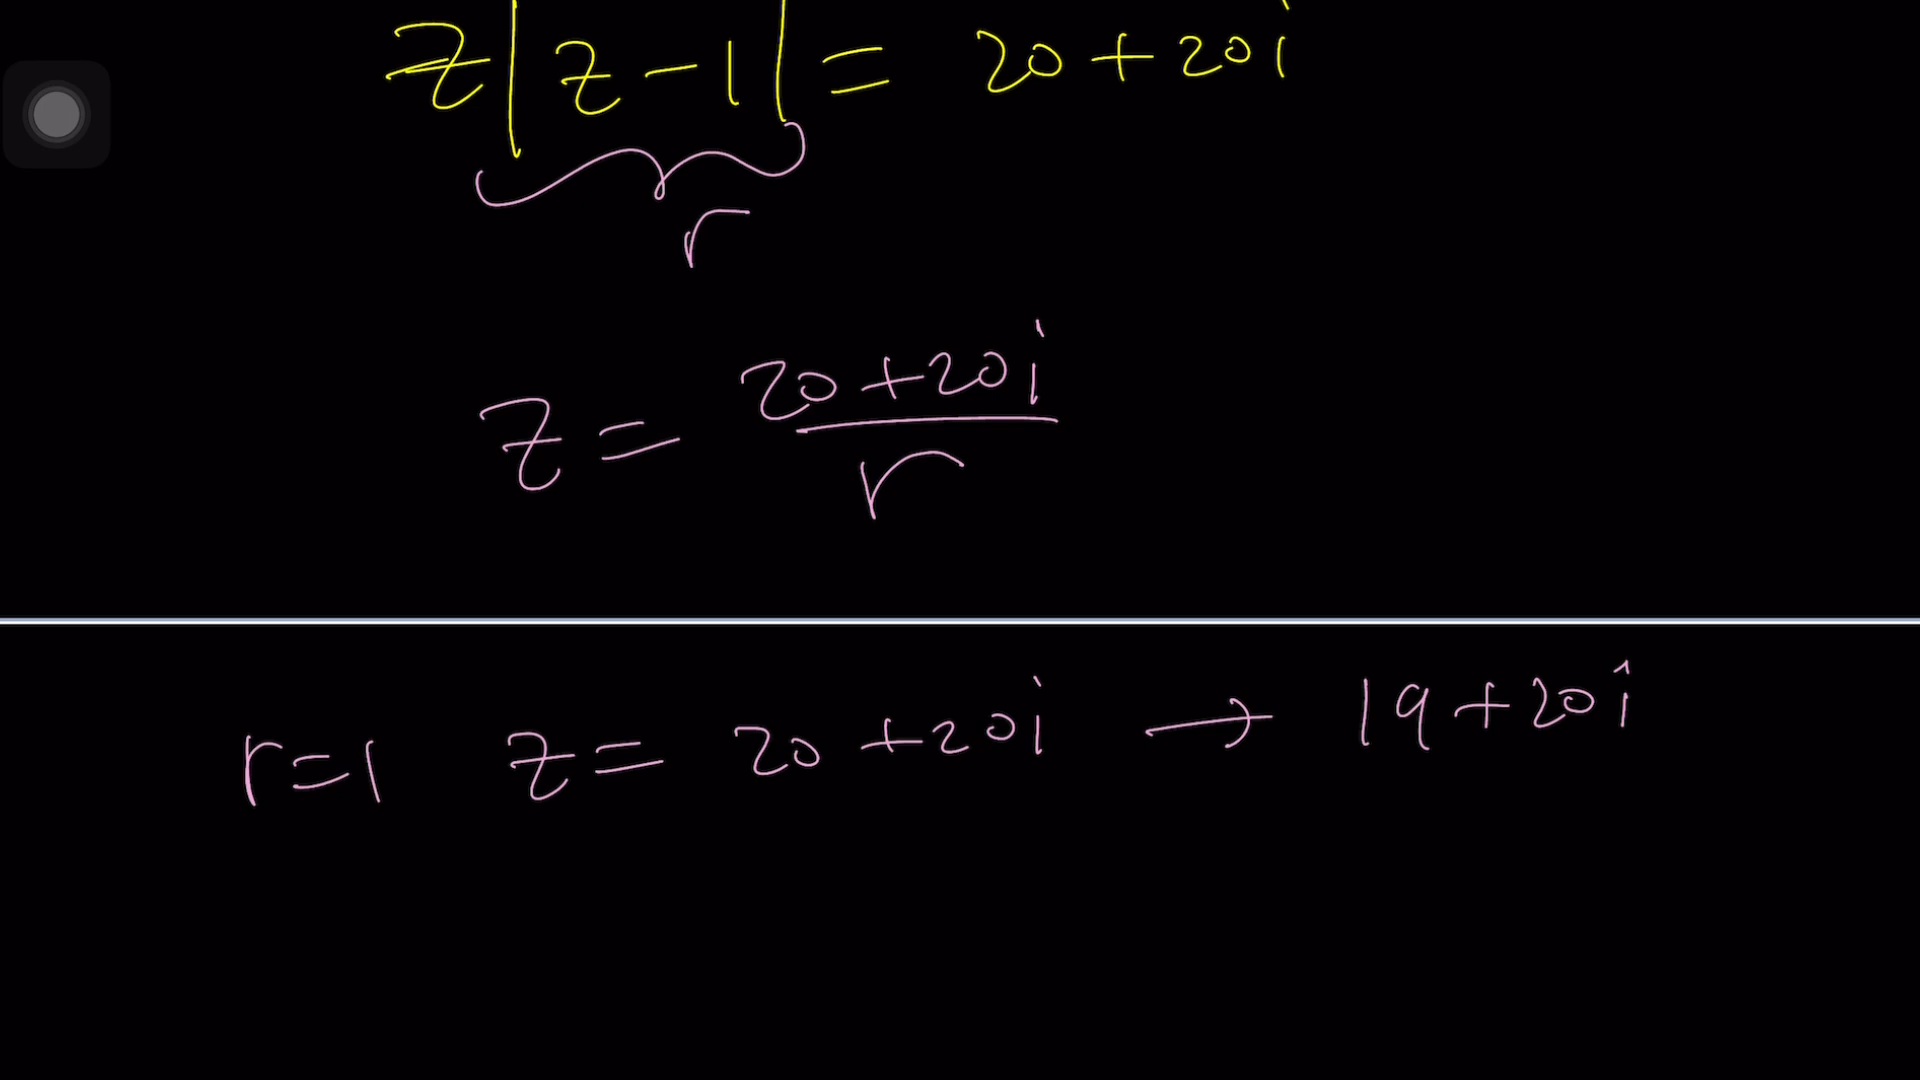 z|z-1| = 20+20i
r
z = 20+20i
r
r=1 z= 20+20i → 19+20i